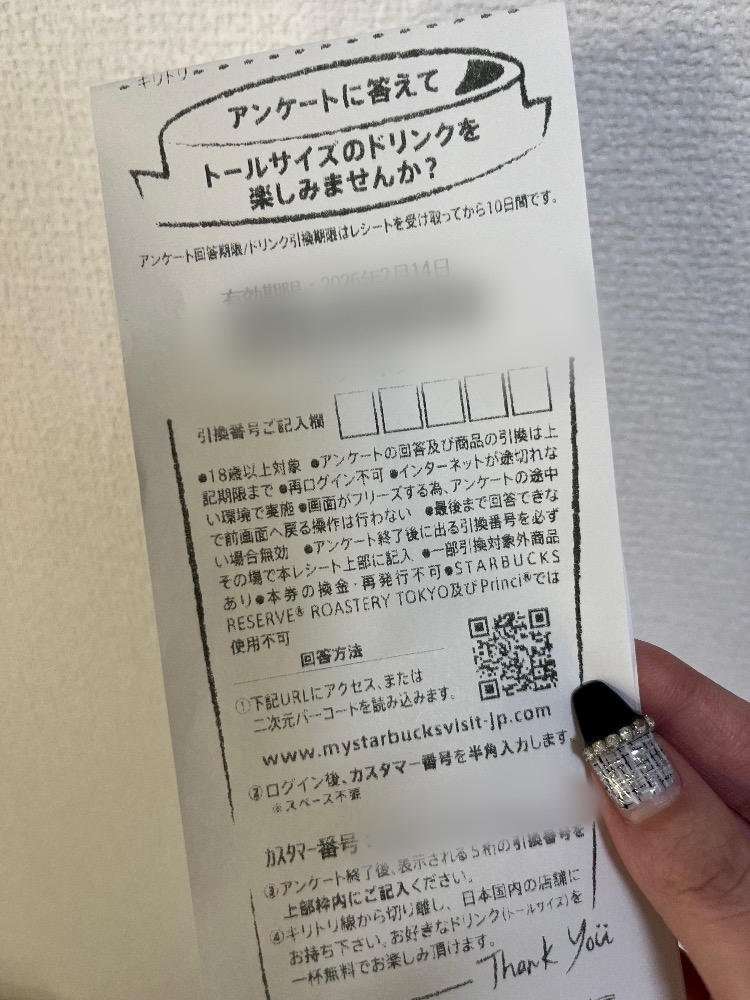 キリトリ
アンケートに答えて
トールサイズのドリンクを
楽しみませんか?
アンケート回答期限/ドリンク引換期限はレシートを受け取ってから10日間です。
有効期限:2026年2月14日
引換番号ご記入欄
●18歳以上対象 ●アンケートの回答及び商品の引換は上
記期限まで ●再ログイン不可 ●インターネットが途切れな
い環境で実施 ●画面がフリーズする為、アンケートの途中
で前画面へ戻る操作は行わない ●最後まで回答できな
い場合無効 ●アンケート終了後に出る引換番号を必ず
その場で本レシート上部に記入 ●一部引換対象外商品
あり●本券の換金・再発行不可●STARBUCKS
RESERVE® ROASTERY TOKYO及びPrinci®では
使用不可
回答方法
①下記URLにアクセス、または
二次元バーコードを読み込みます。
www.mystarbucksvisit-jp.com
②ログイン後、カスタマー番号を半角入力します
※スペース不要
カスタマー番号:
③アンケート終了後、表示される5桁の引換番号を
上部枠内にご記入ください。
④キリトリ線から切り離し、日本国内の店舗に
お持ち下さい。お好きなドリンク(トールサイズ)を
一杯無料でお楽しみ頂けます。
Thank You